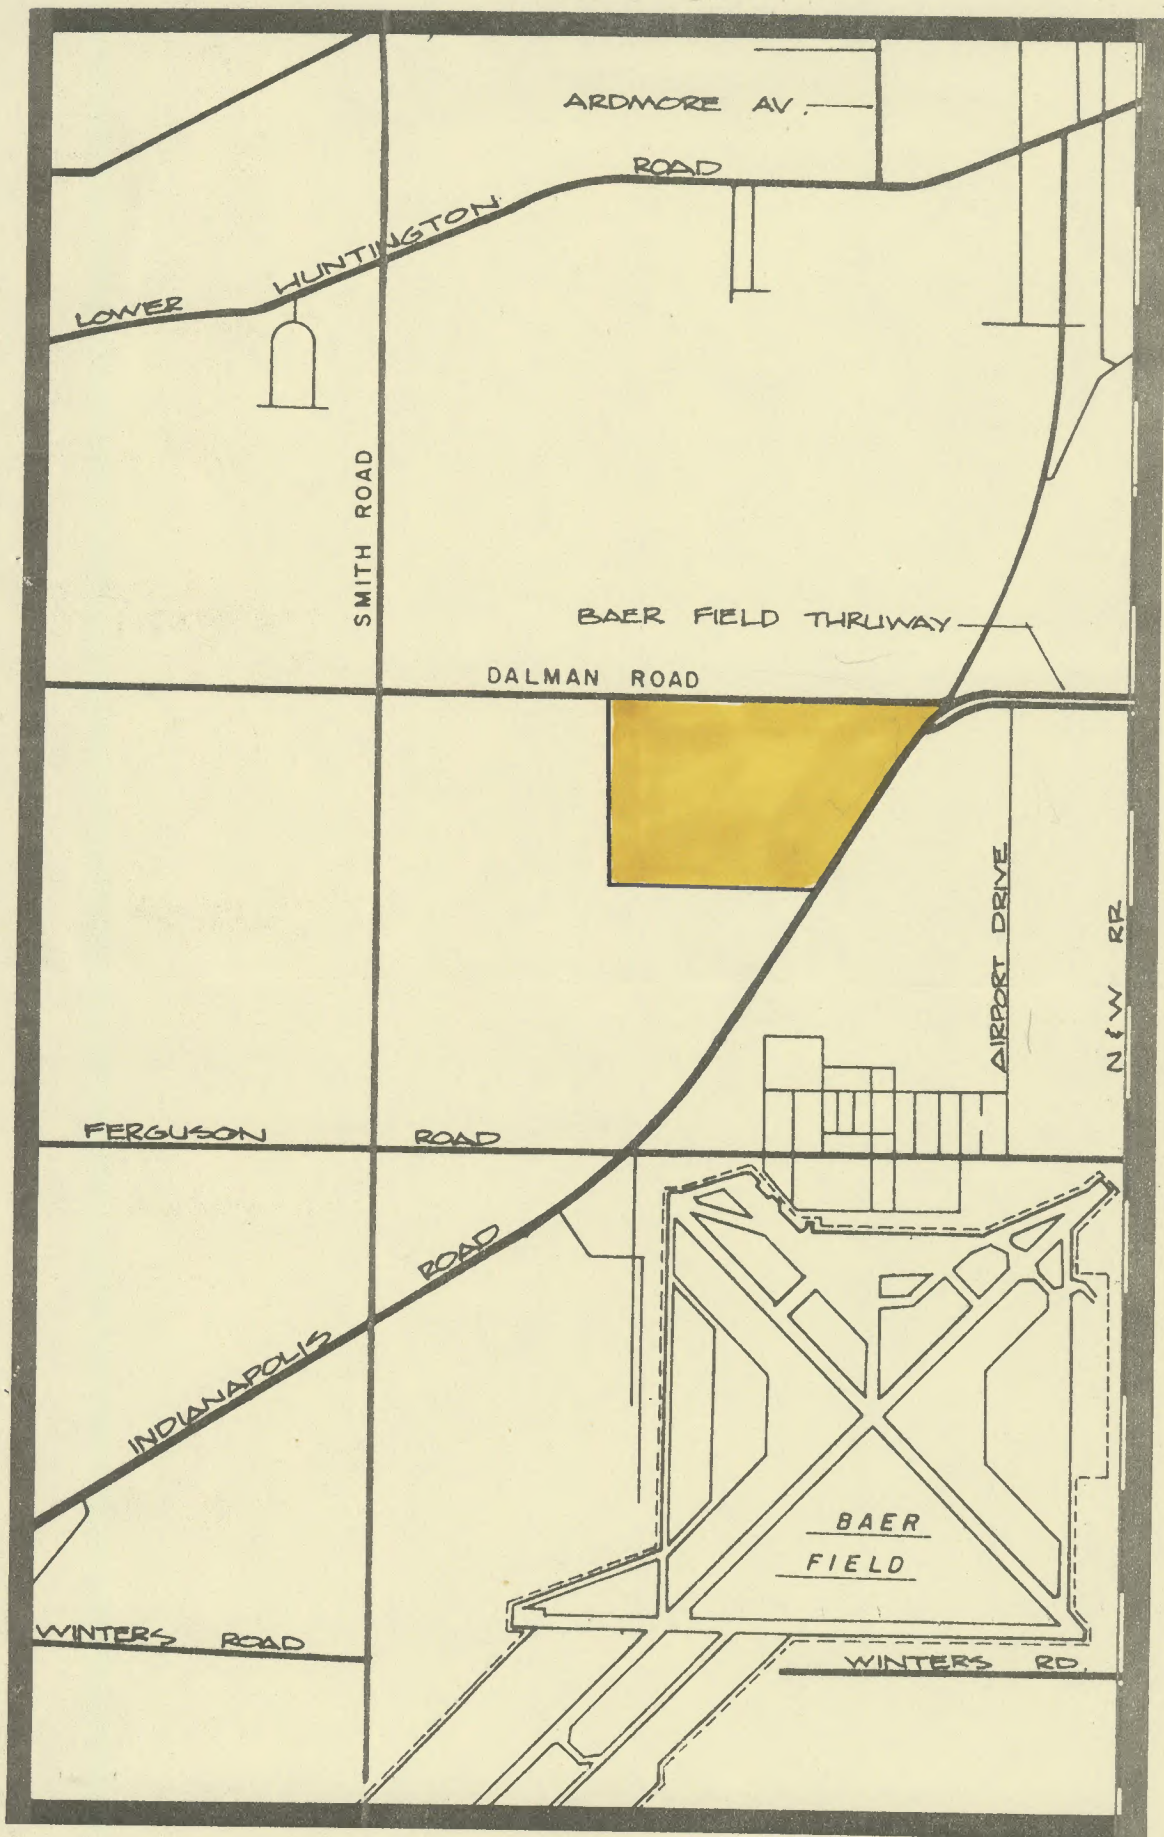 ARDMORE AV.
LOWER HUNTINGTON ROAD
SMITH ROAD
BAER FIELD THRUWAY
DALMAN ROAD
AIRPORT DRIVE
N & W RR
FERGUSON ROAD
INDIANAPOLIS ROAD
BAER
FIELD
WINTERS ROAD
WINTERS RD.